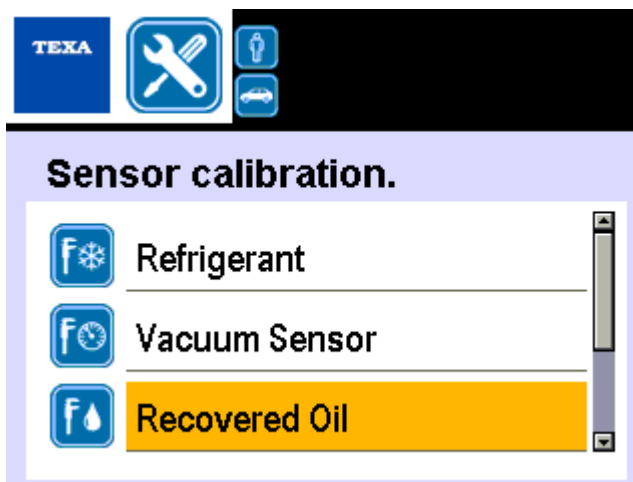 TEXA
Sensor calibration.
Refrigerant
Vacuum Sensor
Recovered Oil